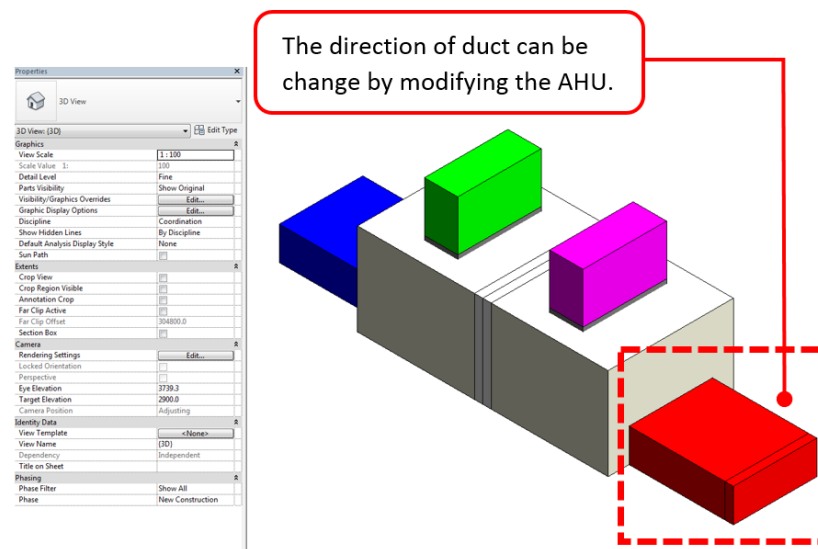 The direction of duct can be
change by modifying the AHU.
Properties X
3D View
3D View: {3D} Edit Type
Graphics
View Scale 1 : 100
Scale Value 1: 100
Detail Level Fine
Parts Visibility Show Original
Visibility/Graphics Overrides Edit...
Graphic Display Options Edit...
Discipline Coordination
Show Hidden Lines By Discipline
Default Analysis Display Style None
Sun Path
Extents
Crop View
Crop Region Visible
Annotation Crop
Far Clip Active
Far Clip Offset 304800.0
Section Box
Camera
Rendering Settings Edit...
Locked Orientation
Perspective
Eye Elevation 3739.3
Target Elevation 2900.0
Camera Position Adjusting
Identity Data
View Template <None>
View Name {3D}
Dependency Independent
Title on Sheet
Phasing
Phase Filter Show All
Phase New Construction